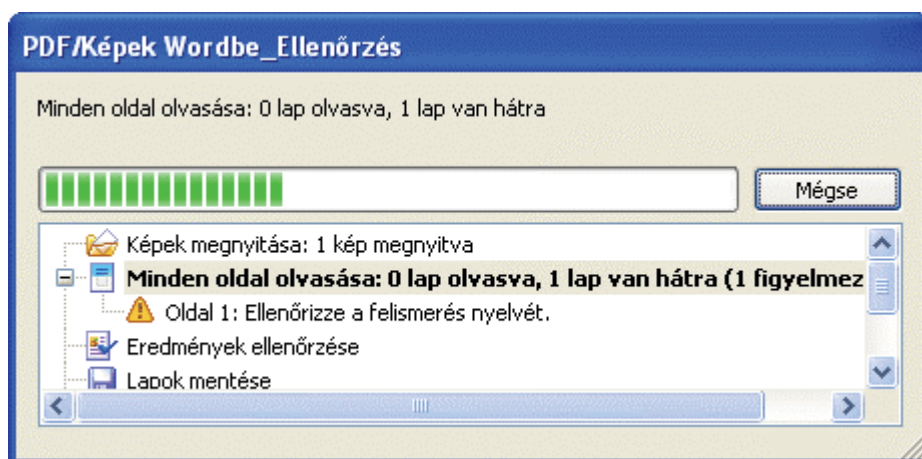 PDF/Képek Wordbe_Ellenőrzés
Minden oldal olvasása: 0 lap olvasva, 1 lap van hátra
Mégse
Képek megnyitása: 1 kép megnyitva
Minden oldal olvasása: 0 lap olvasva, 1 lap van hátra (1 figyelmez
Oldal 1: Ellenőrizze a felismerés nyelvét.
Eredmények ellenőrzése
Lapok mentése